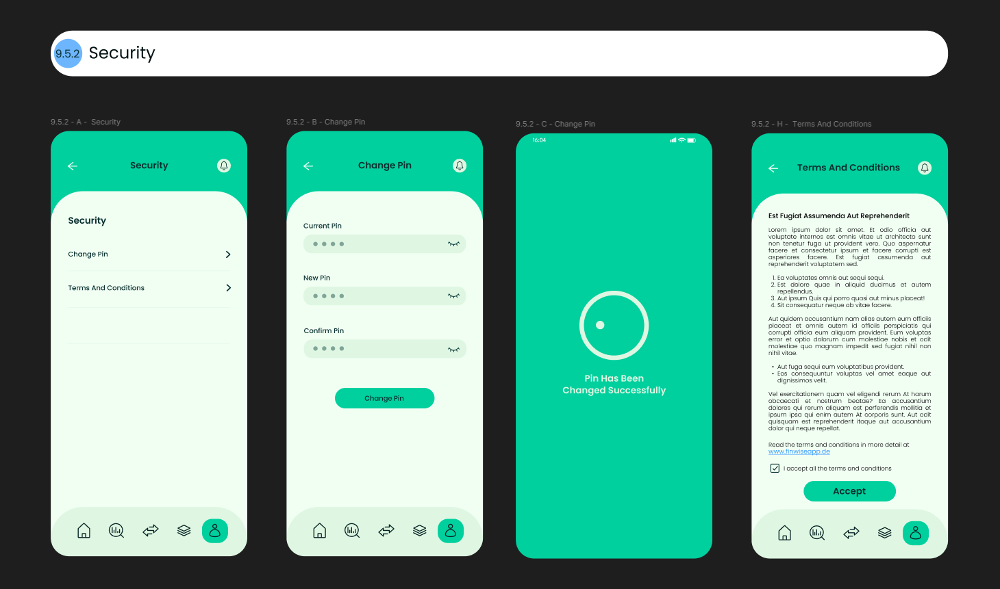 9.5.2 Security
9.5.2 - A - Security
Security
Security
Change Pin
Terms And Conditions
9.5.2 - B - Change Pin
Change Pin
Current Pin
New Pin
Confirm Pin
Change Pin
9.5.2 - C - Change Pin
16:04
Pin Has Been
Changed Successfully
9.5.2 - H - Terms And Conditions
Terms And Conditions
Est Fugiat Assumenda Aut Reprehenderit
Lorem ipsum dolor sit amet. Et odio officia aut
voluptate internos est omnis vitae ut architecto sunt
non tenetur fuga ut provident vero. Quo aspernatur
facere et consectetur ipsum et facere corrupti est
asperiores facere. Est fugiat assumenda aut
reprehenderit voluptatem sed.
1. Ea voluptates omnis aut sequi sequi.
2. Est dolore quae in aliquid ducimus et autem
repellendus.
3. Aut ipsum Quis qui porro quasi aut minus placeat!
4. Sit consequatur neque ab vitae facere.
Aut quidem accusantium nam alias autem eum officiis
placeat et omnis autem id officiis perspiciatis qui
corrupti officia eum aliquam provident. Eum voluptas
error et optio dolorum cum molestiae nobis et odit
molestiae quo magnam impedit sed fugiat nihil non
nihil vitae.
• Aut fuga sequi eum voluptatibus provident.
• Eos consequuntur voluptas vel amet eaque aut
dignissimos velit.
Vel exercitationem quam vel eligendi rerum At harum
obcaecati et nostrum beatae? Ea accusantium
dolores qui rerum aliquam est perferendis mollitia et
ipsum ipsa qui enim autem At corporis sunt. Aut odit
quisquam est reprehenderit itaque aut accusantium
dolor qui neque repellat.
Read the terms and conditions in more detail at
www.finwiseapp.de
I accept all the terms and conditions
Accept